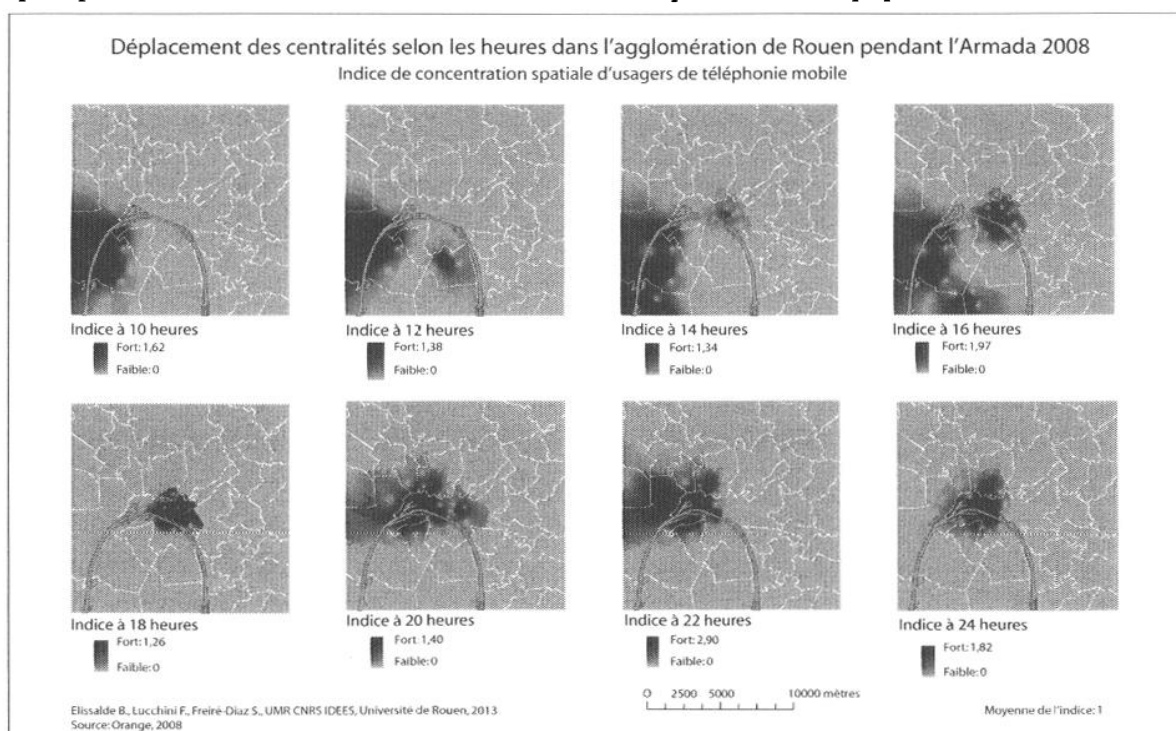 Déplacement des centralités selon les heures dans l'agglomération de Rouen pendant l'Armada 2008
Indice de concentration spatiale d'usagers de téléphonie mobile
Indice à 10 heures
Fort: 1,62
Faible: 0
Indice à 12 heures
Fort: 1,38
Faible: 0
Indice à 14 heures
Fort: 1,34
Faible: 0
Indice à 16 heures
Fort: 1,97
Faible: 0
Indice à 18 heures
Fort: 1,26
Faible: 0
Indice à 20 heures
Fort: 1,40
Faible: 0
Indice à 22 heures
Fort: 2,90
Faible: 0
Indice à 24 heures
Fort: 1,82
Faible: 0
0 2500 5000 10000 mètres
Elissalde B., Lucchini F., Freiré-Diaz S., UMR CNRS IDEES, Université de Rouen, 2013
Source: Orange, 2008
Moyenne de l'indice: 1